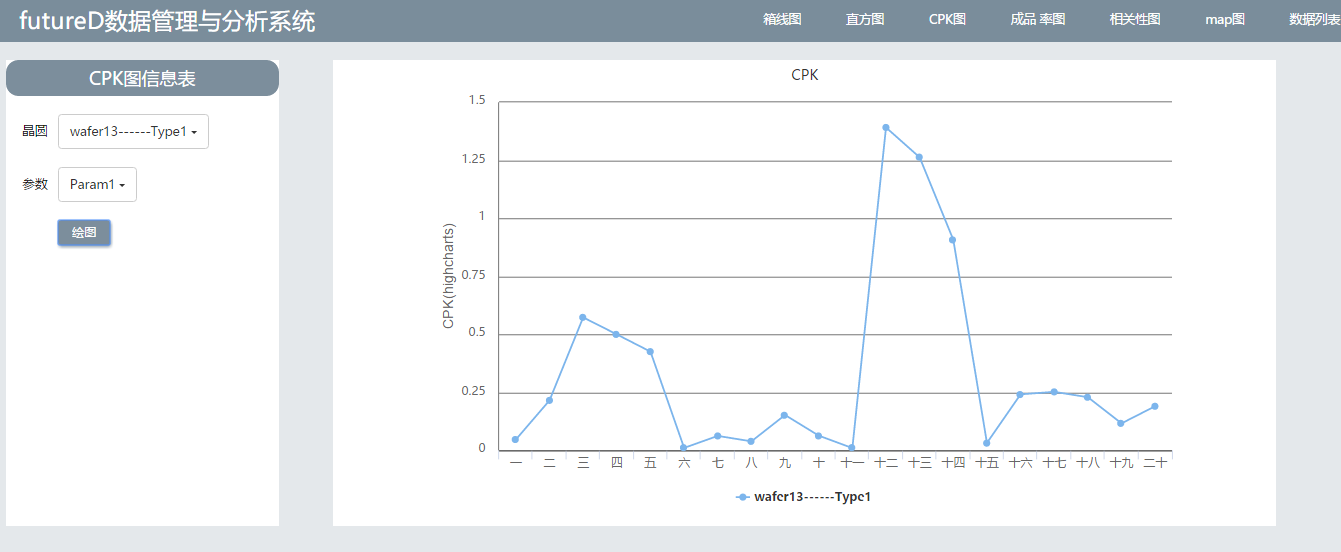 futureD数据管理与分析系统
箱线图 直方图 CPK图 成品率图 相关性图 map图 数据列表
CPK图信息表
晶圆 wafer13------Type1
参数 Param1
绘图
CPK
CPK(highcharts)
1.5
1.25
1
0.75
0.5
0.25
0
一 二 三 四 五 六 七 八 九 十 十一 十二 十三 十四 十五 十六 十七 十八 十九 二十
wafer13------Type1